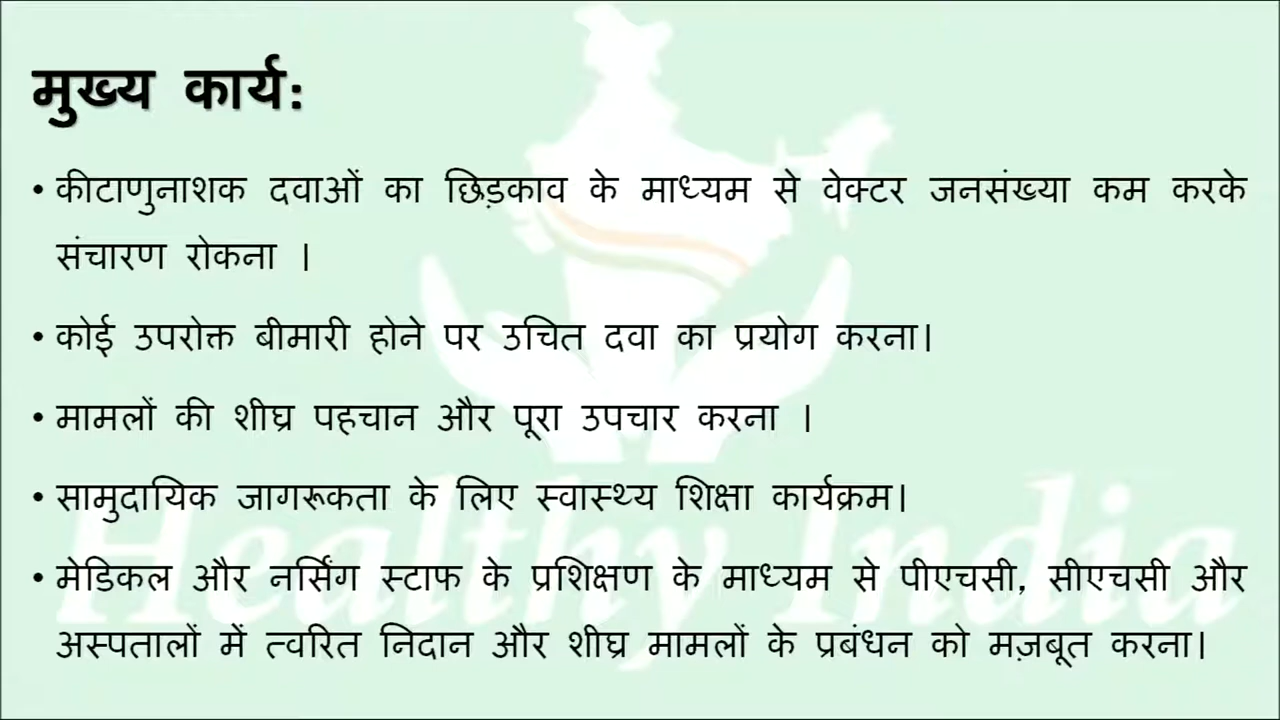 मुख्य कार्य:
• कीटाणुनाशक दवाओं का छिड़काव के माध्यम से वेक्टर जनसंख्या कम करके
संचारण रोकना ।
• कोई उपरोक्त बीमारी होने पर उचित दवा का प्रयोग करना।
• मामलों की शीघ्र पहचान और पूरा उपचार करना ।
• सामुदायिक जागरूकता के लिए स्वास्थ्य शिक्षा कार्यक्रम।
• मेडिकल और नर्सिंग स्टाफ के प्रशिक्षण के माध्यम से पीएचसी, सीएचसी और
अस्पतालों में त्वरित निदान और शीघ्र मामलों के प्रबंधन को मज़बूत करना।
Healthy India